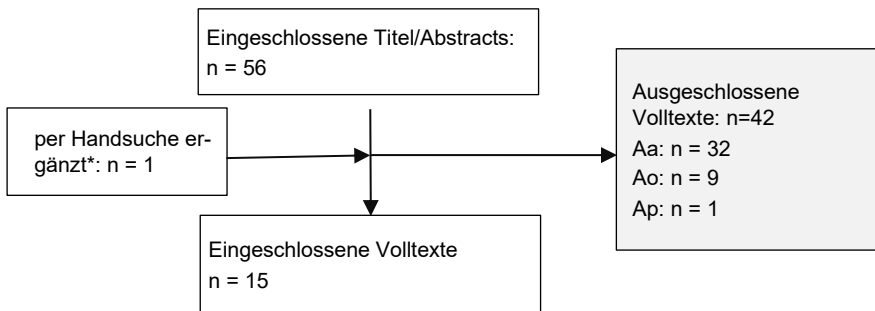 Eingeschlossene Titel/Abstracts:
n = 56
per Handsuche er-
gänzt*: n = 1
Ausgeschlossene
Volltexte: n=42
Aa: n = 32
Ao: n = 9
Ap: n = 1
Eingeschlossene Volltexte
n = 15